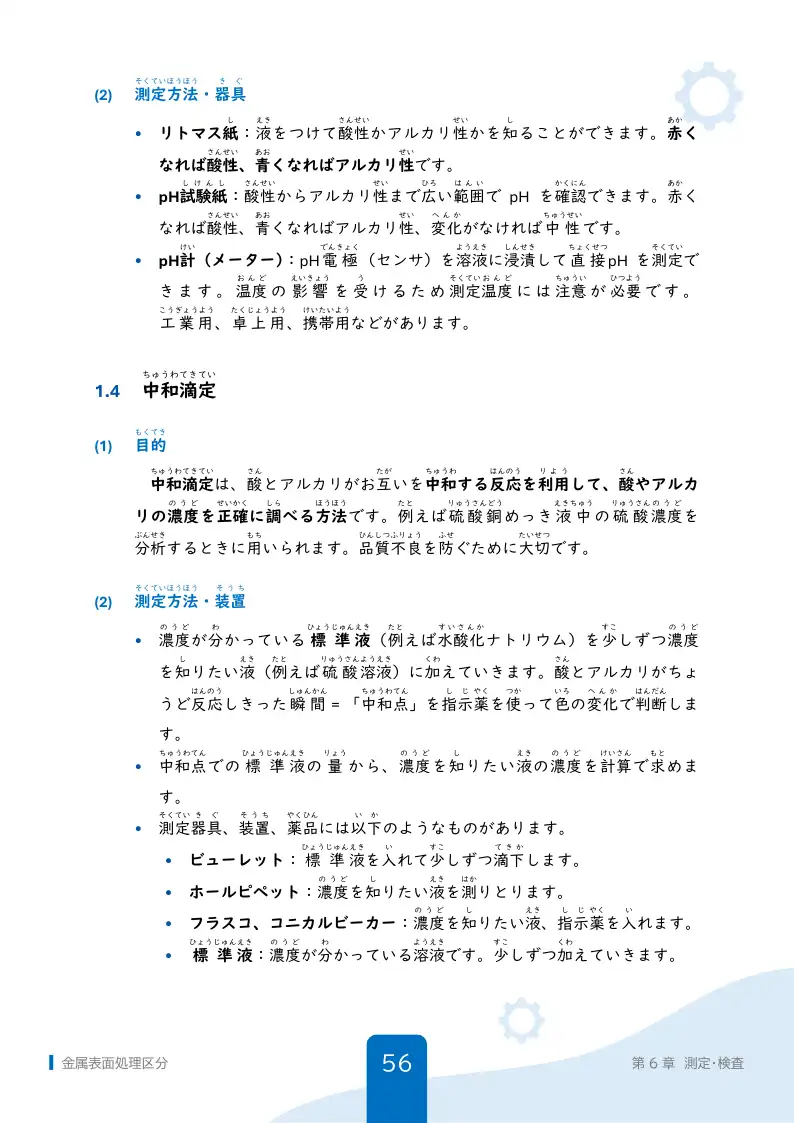 (2) 測定方法・器具
• リトマス紙：液をつけて酸性かアルカリ性かを知ることができます。赤く
なれば酸性、青くなればアルカリ性です。
• pH試験紙：酸性からアルカリ性まで広い範囲で pH を確認できます。赤く
なれば酸性、青くなればアルカリ性、変化がなければ中性です。
• pH計（メーター）：pH電極（センサ）を溶液に浸漬して直接pH を測定で
きます。温度の影響を受けるため測定温度には注意が必要です。
工業用、卓上用、携帯用などがあります。
1.4 中和滴定
(1) 目的
中和滴定は、酸とアルカリがお互いを中和する反応を利用して、酸やアルカ
リの濃度を正確に調べる方法です。例えば硫酸銅めっき液中の硫酸濃度を
分析するときに用いられます。品質不良を防ぐために大切です。
(2) 測定方法・装置
• 濃度が分かっている標準液（例えば水酸化ナトリウム）を少しずつ濃度
を知りたい液（例えば硫酸溶液）に加えていきます。酸とアルカリがちょ
うど反応しきった瞬間＝「中和点」を指示薬を使って色の変化で判断しま
す。
• 中和点での標準液の量から、濃度を知りたい液の濃度を計算で求めま
す。
• 測定器具、装置、薬品には以下のようなものがあります。
• ビューレット：標準液を入れて少しずつ滴下します。
• ホールピペット：濃度を知りたい液を測りとります。
• フラスコ、コニカルビーカー：濃度を知りたい液、指示薬を入れます。
• 標準液：濃度が分かっている溶液です。少しずつ加えていきます。
金属表面処理区分
56
第 6 章 測定・検査